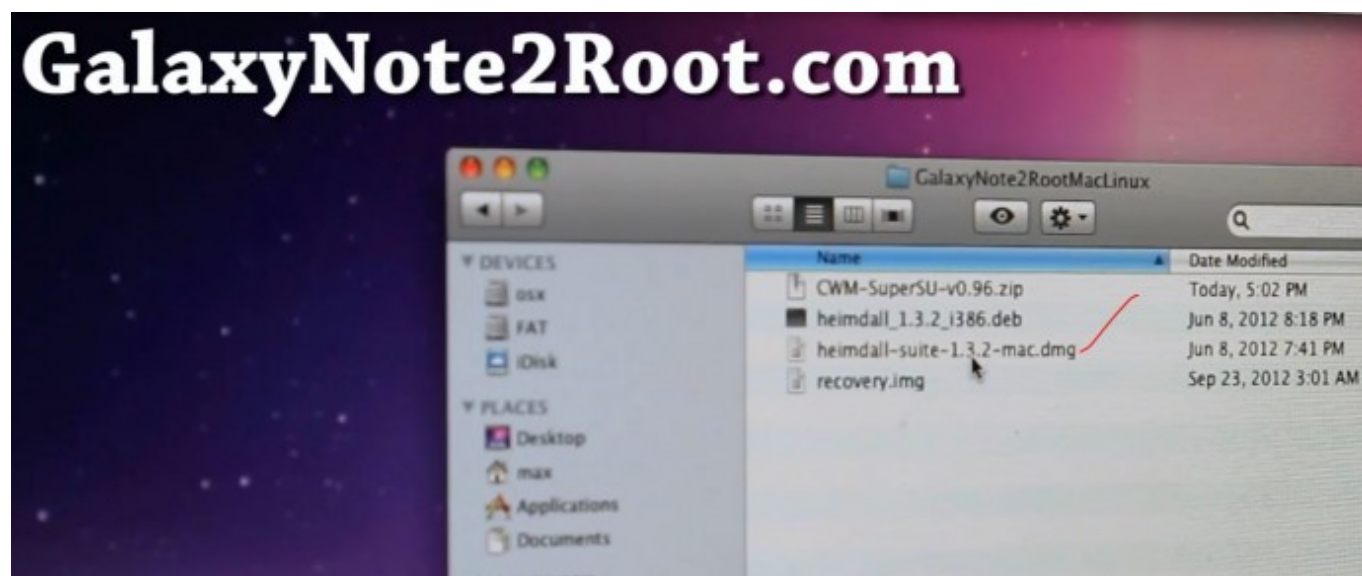 GalaxyNote2Root.com
GalaxyNote2RootMacLinux
Name
Date Modified
CWM-SuperSU-v0.96.zip
Today, 5:02 PM
heimdall_1.3.2_i386.deb
Jun 8, 2012 8:18 PM
heimdall-suite-1.3.2-mac.dmg
Jun 8, 2012 7:41 PM
recovery.img
Sep 23, 2012 3:01 AM
DEVICES
osx
FAT
iDisk
PLACES
Desktop
max
Applications
Documents